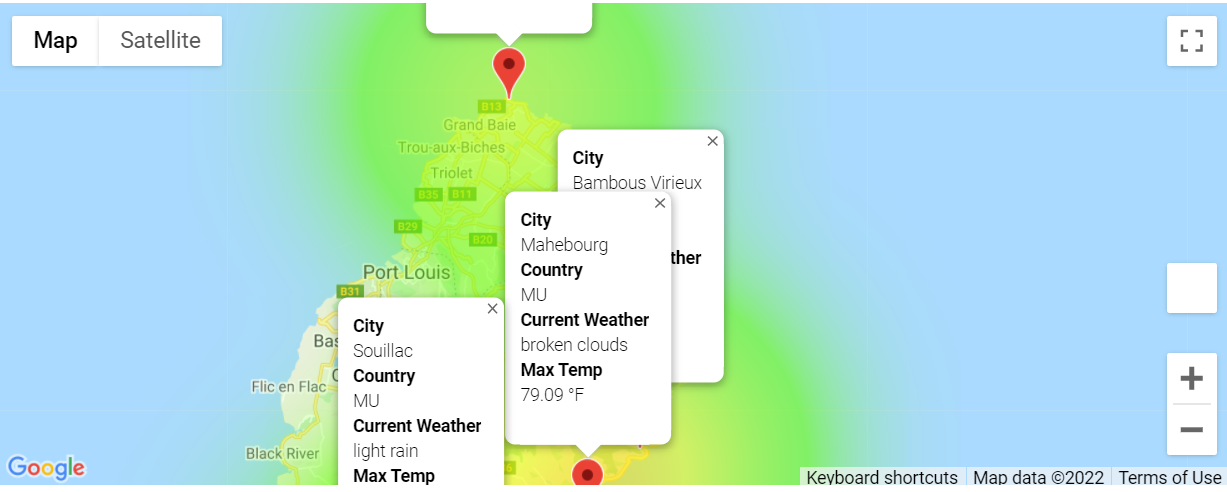 Map
Satellite
B13
Grand Baie
Trou-aux-Biches
Triolet
B35
B11
B29
B20
Port Louis
B31
Bas
Flic en Flac
Black River
City
Bambous Virieux
ther
City
Mahebourg
Country
MU
Current Weather
broken clouds
Max Temp
79.09 °F
City
Souillac
Country
MU
Current Weather
light rain
Max Temp
Google
Keyboard shortcuts
Map data ©2022
Terms of Use